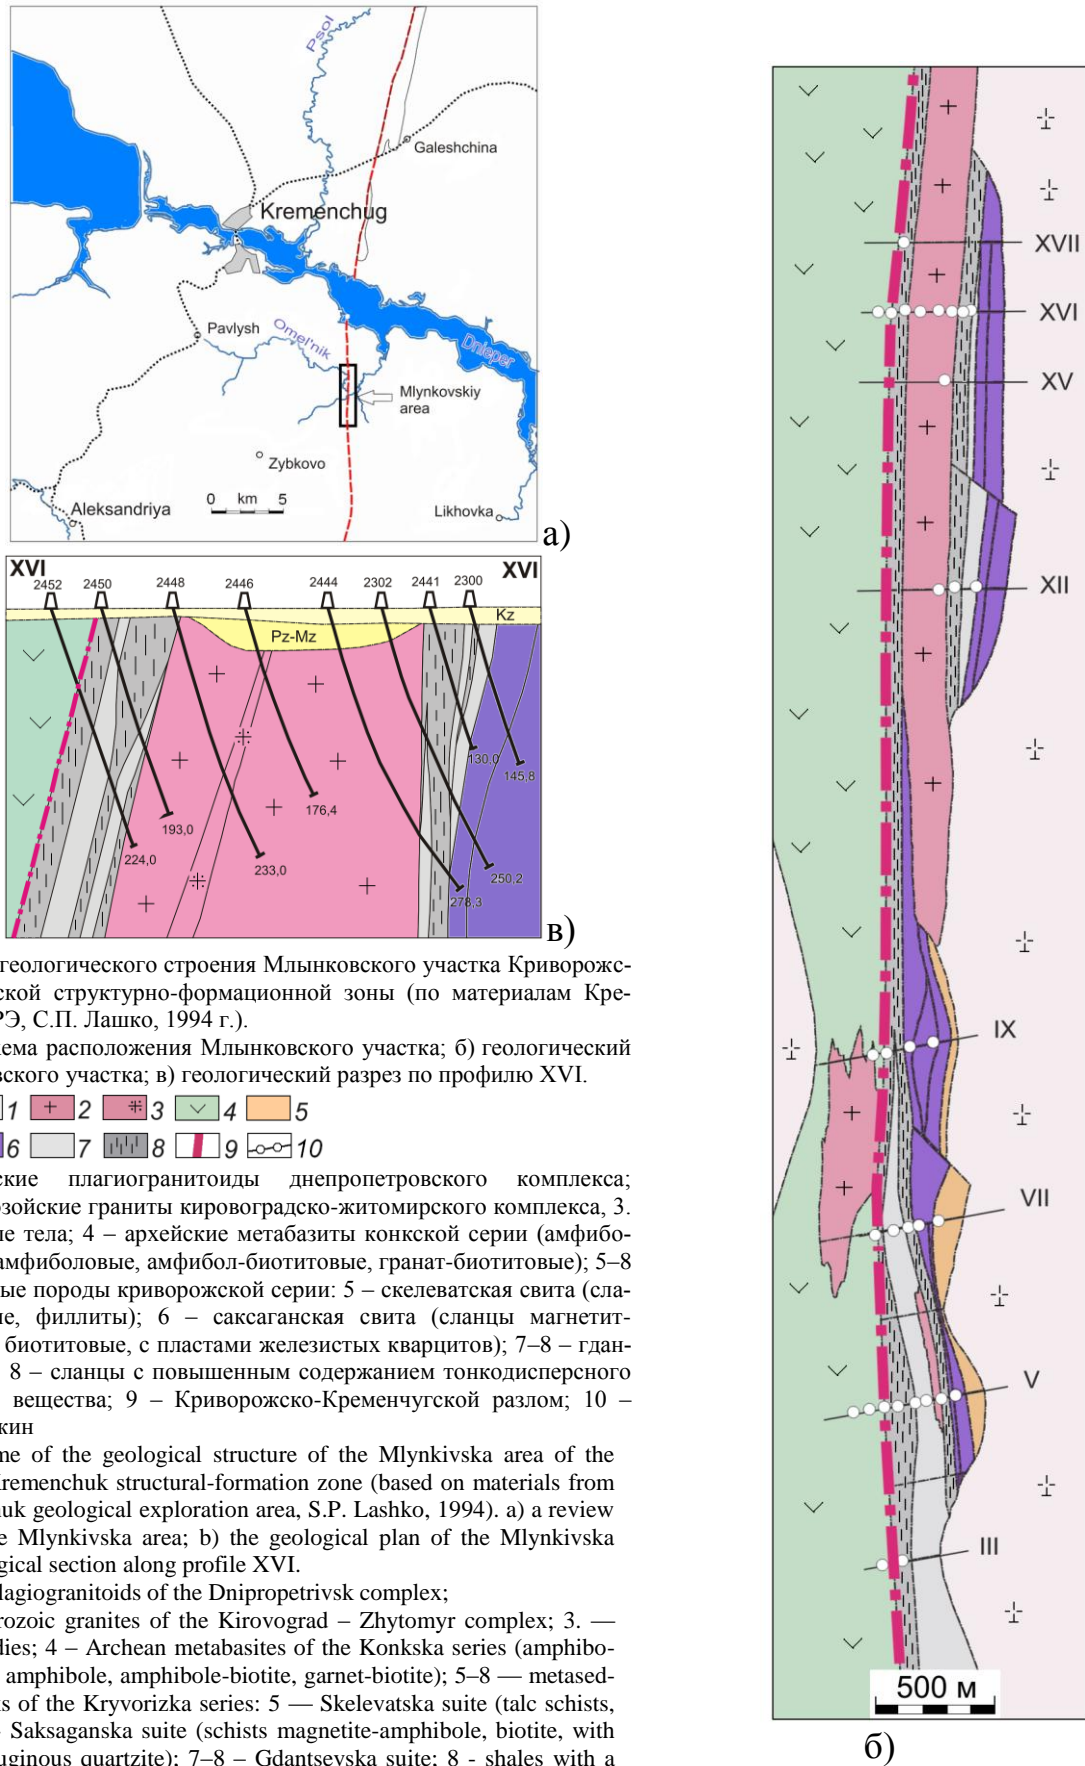 Psol
Galeshchina
Kremenchug
Pavlysh
Omel'nik
Dnieper
Mlynkovskiy
area
Zybkovo
0 km 5
Aleksandriya
Likhovka
а)
XVI
XVI
2452 2450 2448 2446 2444 2302 2441 2300
Kz
Pz-Mz
130,0
145,8
176,4
193,0
224,0
233,0
250,2
278,3
в)
XVII
XVI
XV
XII
IX
VII
V
III
500 м
б)
геологического строения Млынковского участка Криворожс-
ской структурно-формационной зоны (по материалам Кре-
РЭ, С.П. Лашко, 1994 г.).
хема расположения Млынковского участка; б) геологический
вского участка; в) геологический разрез по профилю XVI.
1 2 3 4 5
6 7 8 9 10
ские плагиогранитоиды днепропетровского комплекса;
озойские граниты кировоградско-житомирского комплекса, 3.
ые тела; 4 – архейские метабазиты конкской серии (амфибо-
амфиболовые, амфибол-биотитовые, гранат-биотитовые); 5–8
ные породы криворожской серии: 5 – скелеватская свита (сла-
ые, филлиты); 6 – саксаганская свита (сланцы магнетит-
биотитовые, с пластами железистых кварцитов); 7–8 – гдан-
8 – сланцы с повышенным содержанием тонкодисперсного
вещества; 9 – Криворожско-Кременчугской разлом; 10 –
жин
me of the geological structure of the Mlynkivska area of the
Kremenchuk structural-formation zone (based on materials from
huk geological exploration area, S.P. Lashko, 1994). a) a review
e Mlynkivska area; b) the geological plan of the Mlynkivska
gical section along profile XVI.
lagiogranitoids of the Dnipropetrivsk complex;
rozoic granites of the Kirovograd – Zhytomyr complex; 3. —
dies; 4 – Archean metabasites of the Konkska series (amphibo-
amphibole, amphibole-biotite, garnet-biotite); 5–8 — metased-
ks of the Kryvorizka series: 5 — Skelevatska suite (talc schists,
Saksaganska suite (schists magnetite-amphibole, biotite, with
uginous quartzite); 7–8 – Gdantsevska suite; 8 - shales with a